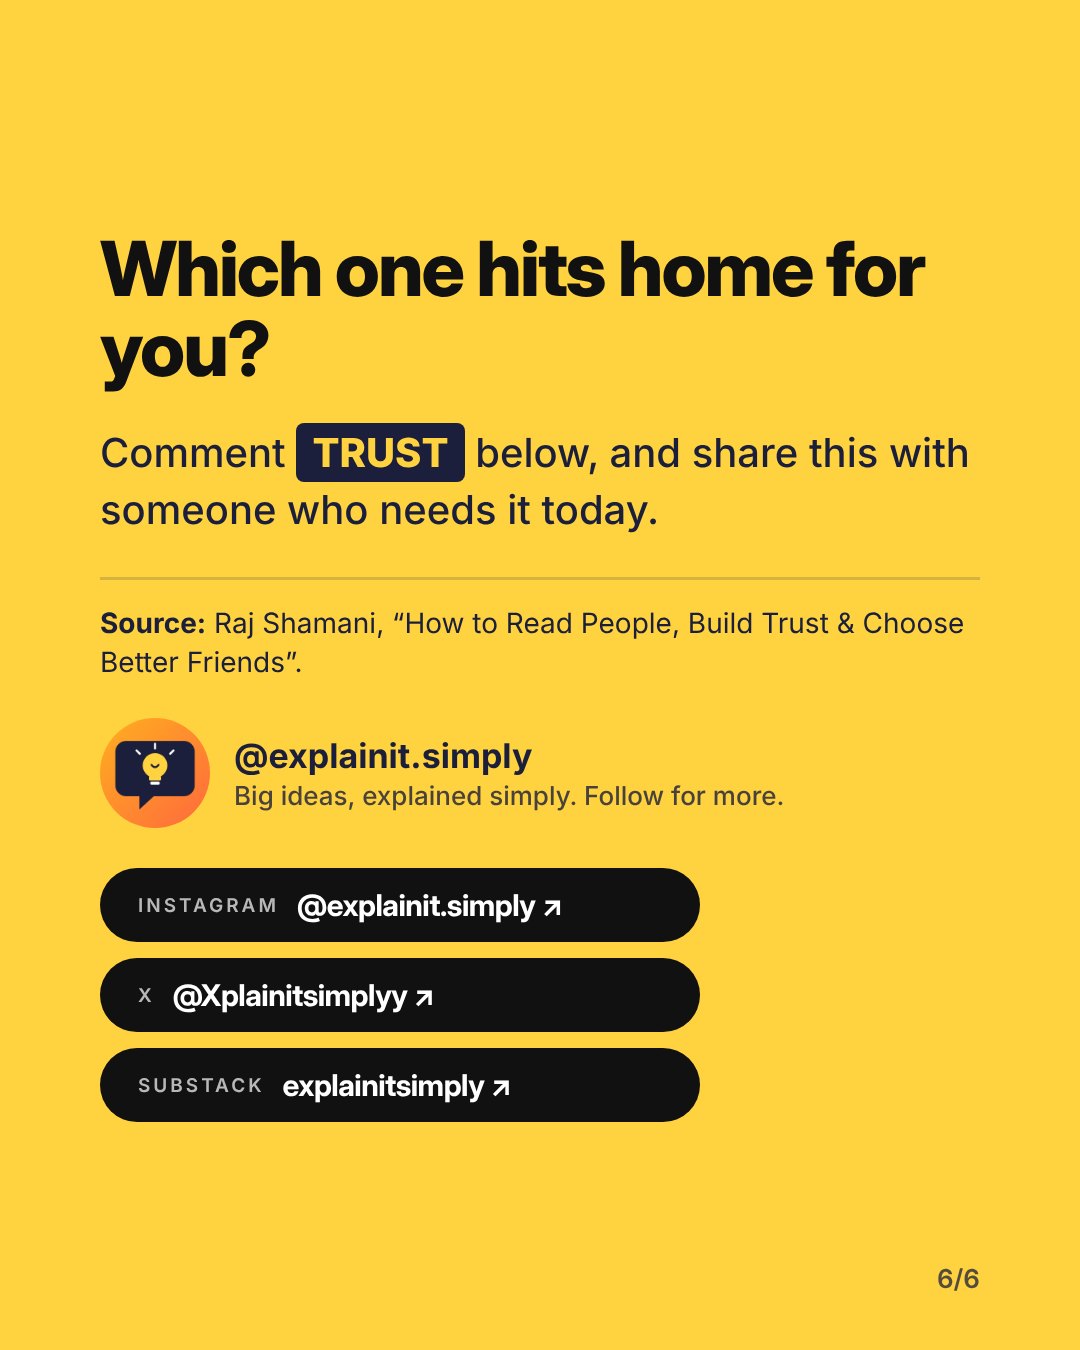 Which one hits home for
you?
Comment TRUST below, and share this with
someone who needs it today.
Source: Raj Shamani, “How to Read People, Build Trust & Choose
Better Friends”.
@explainit.simply
Big ideas, explained simply. Follow for more.
INSTAGRAM @explainit.simply ↗
X @Xplainitsimplyy ↗
SUBSTACK explainitsimply ↗
6/6